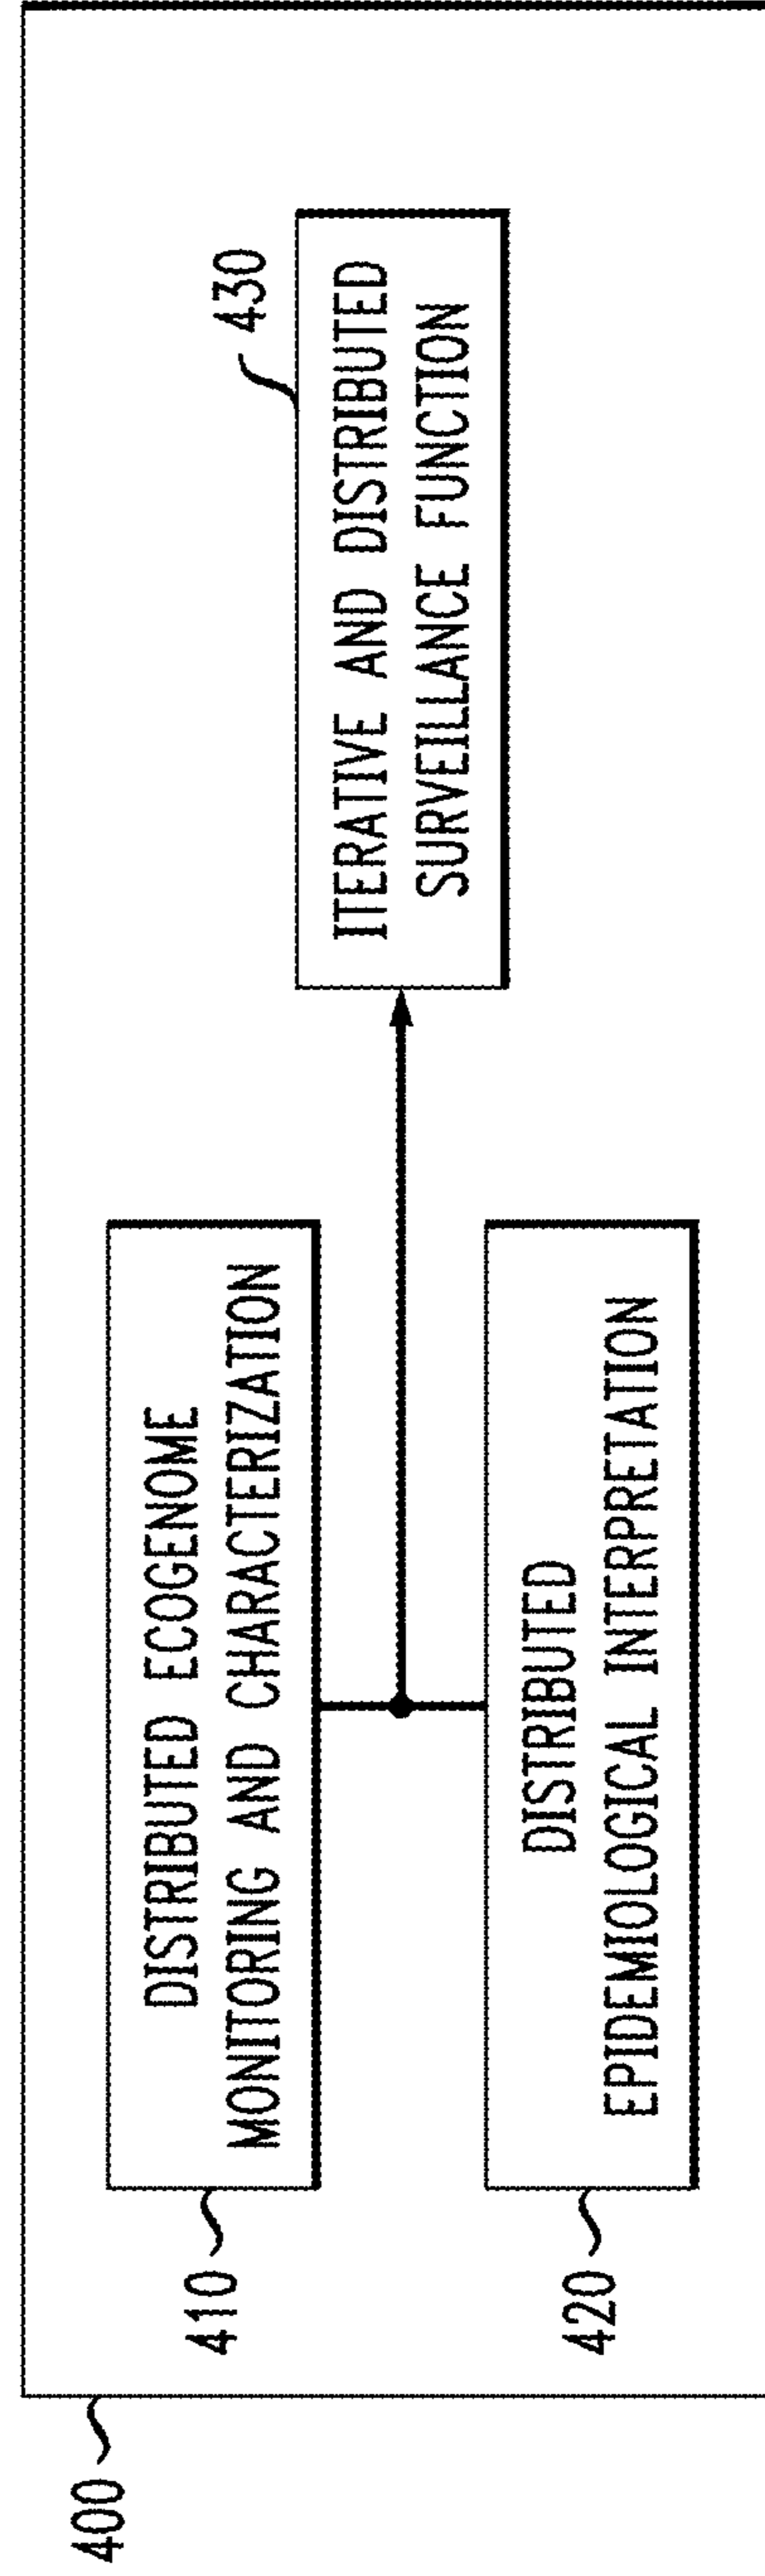 400
410
DISTRIBUTED ECOGENOME
MONITORING AND CHARACTERIZATION
420
DISTRIBUTED
EPIDEMIOLOGICAL INTERPRETATION
430
ITERATIVE AND DISTRIBUTED
SURVEILLANCE FUNCTION